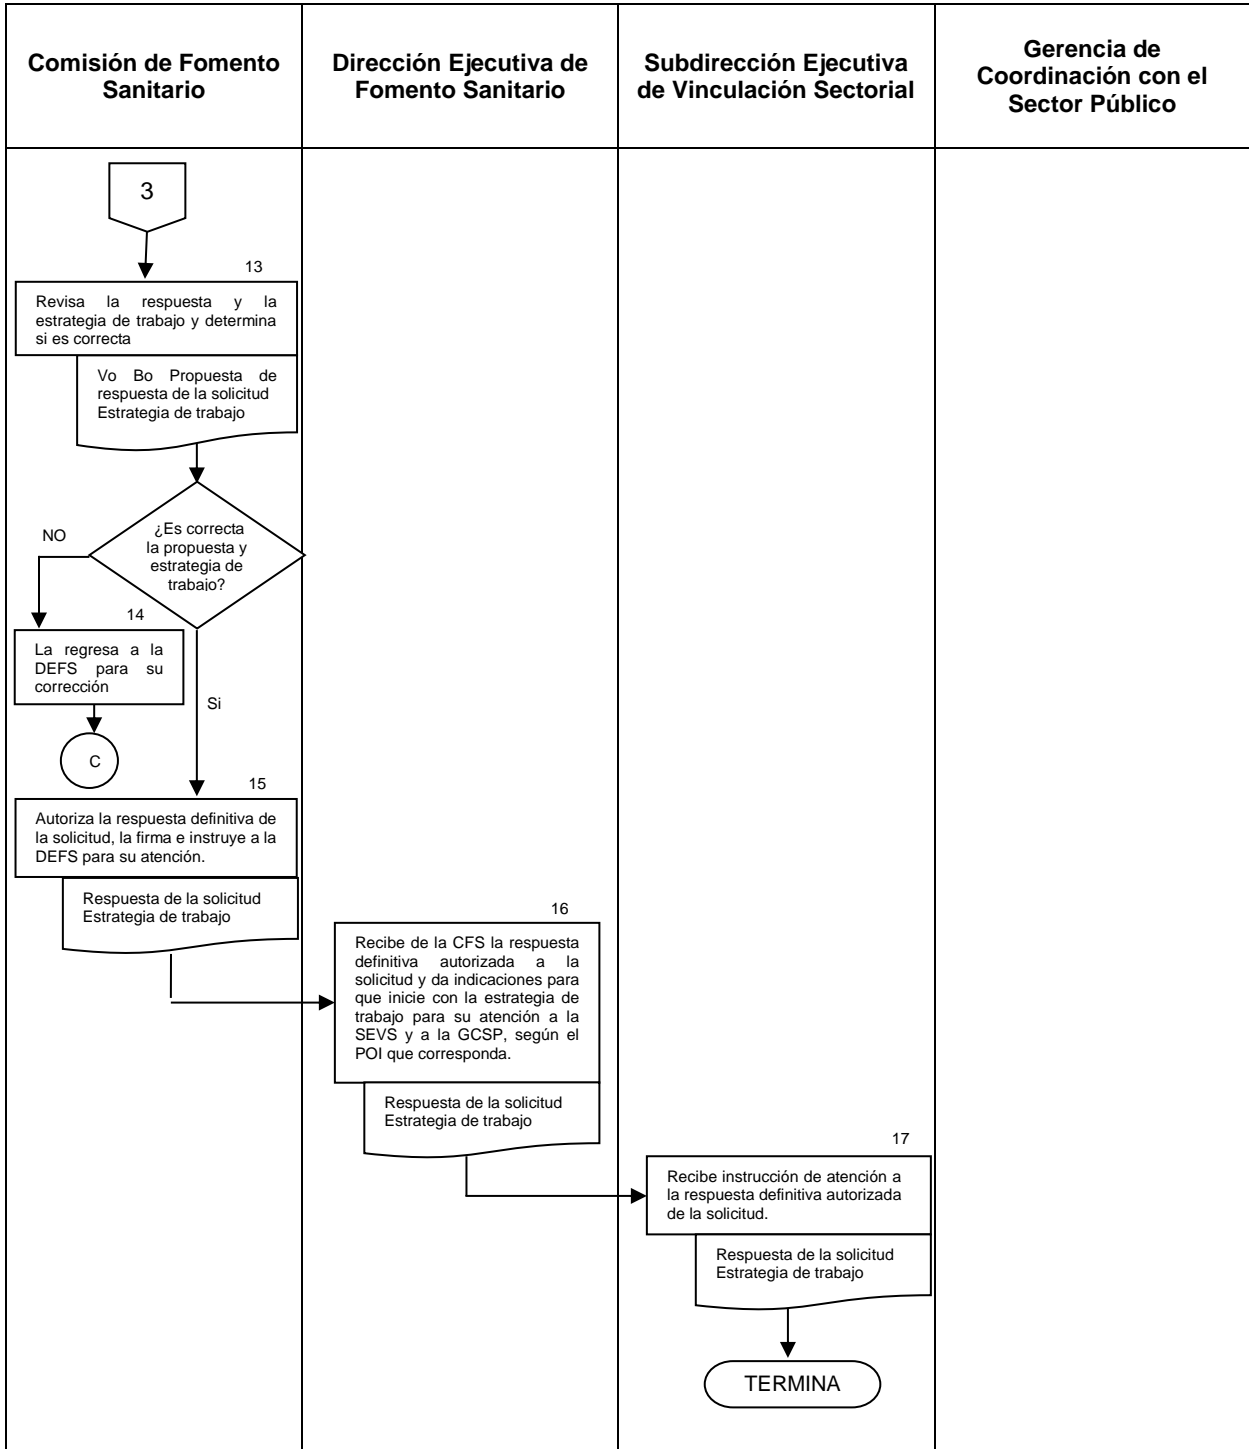 Comisión de Fomento
Sanitario
Dirección Ejecutiva de
Fomento Sanitario
Subdirección Ejecutiva
de Vinculación Sectorial
Gerencia de
Coordinación con el
Sector Público
3
13
Revisa la respuesta y la
estrategia de trabajo y determina
si es correcta
Vo Bo Propuesta de
respuesta de la solicitud
Estrategia de trabajo
¿Es correcta
la propuesta y
estrategia de
trabajo?
NO
14
La regresa a la
DEFS para su
corrección
C
Si
15
Autoriza la respuesta definitiva de
la solicitud, la firma e instruye a la
DEFS para su atención.
Respuesta de la solicitud
Estrategia de trabajo
16
Recibe de la CFS la respuesta
definitiva autorizada a la
solicitud y da indicaciones para
que inicie con la estrategia de
trabajo para su atención a la
SEVS y a la GCSP, según el
POI que corresponda.
Respuesta de la solicitud
Estrategia de trabajo
17
Recibe instrucción de atención a
la respuesta definitiva autorizada
de la solicitud.
Respuesta de la solicitud
Estrategia de trabajo
TERMINA